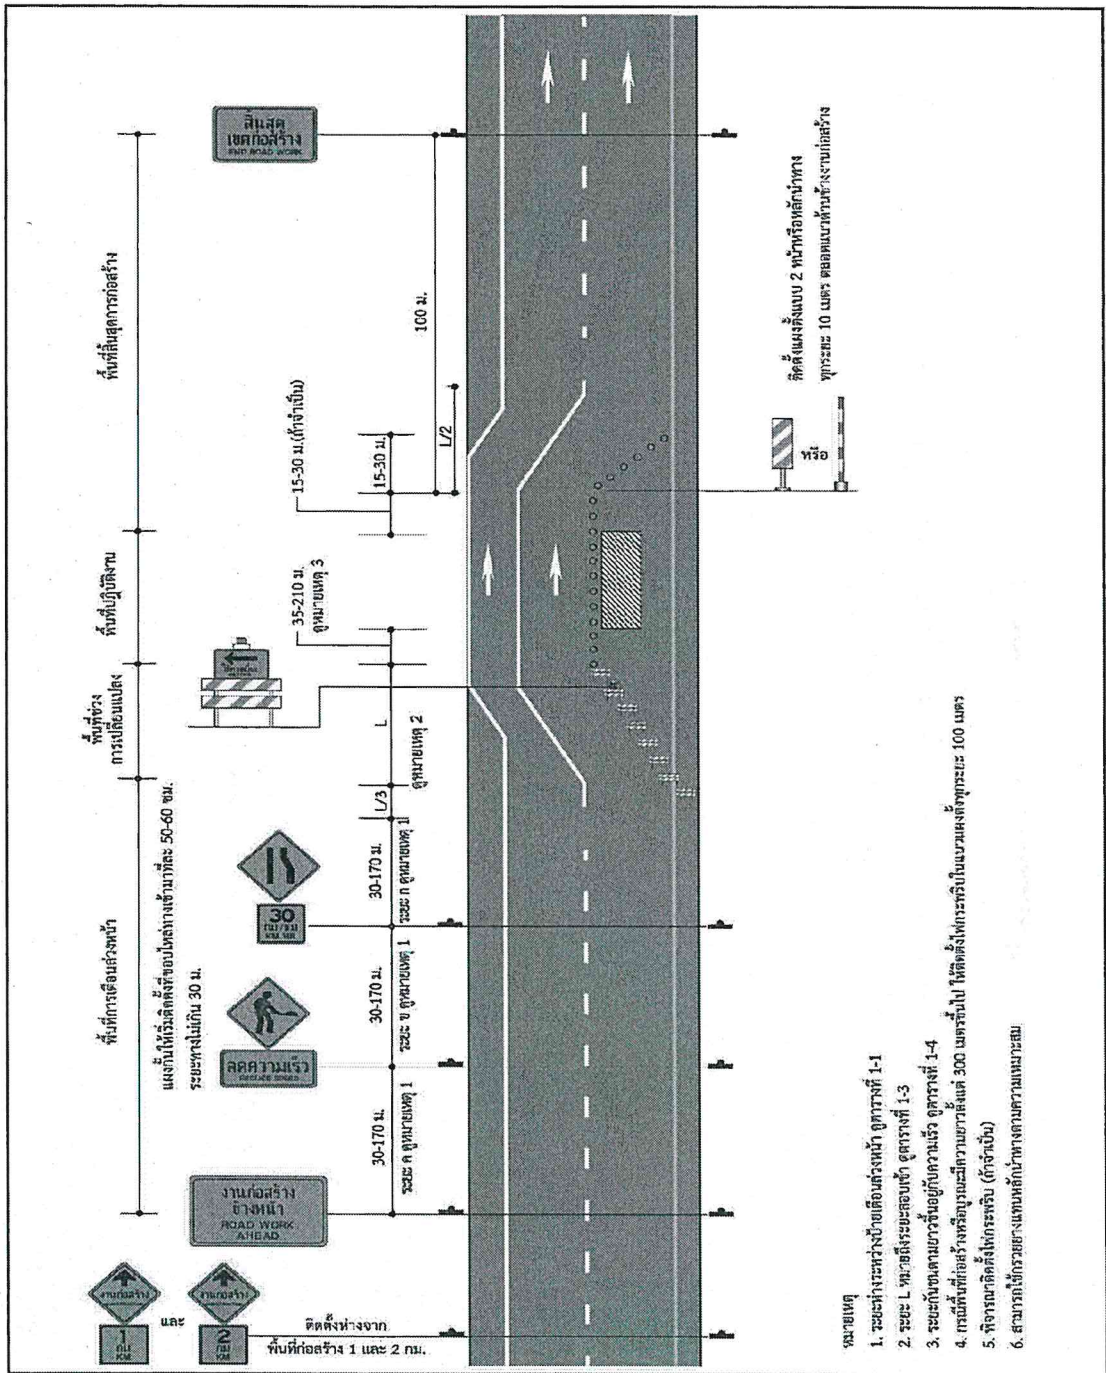 สิ้นสุด
เขตก่อสร้าง
END ROAD WORK
พื้นที่สิ้นสุดการก่อสร้าง
100 ม.
L/2
15-30 ม.
15-30 ม.(ถ้าจำเป็น)
ติดตั้งแผงตั้งแบบ 2 หน้าหรือหลักนำทาง
ทุกระยะ 10 เมตร ตลอดแนวด้านข้างงานก่อสร้าง
หรือ
พื้นที่ปฏิบัติงาน
35-210 ม.
ดูหมายเหตุ 3
พื้นที่ช่วง
การเปลี่ยนแปลง
L
ดูหมายเหตุ 2
L/3
พื้นที่การเตือนล่วงหน้า
แผงกั้นให้เริ่มติดตั้งที่ขอบไหล่ทางเข้ามาทีละ 50-60 ซม.
ระยะทางไม่เกิน 30 ม.
30
กม./ชม.
KM./HR.
30-170 ม.
ระยะ ก ดูหมายเหตุ 1
ลดความเร็ว
REDUCE SPEED
30-170 ม.
ระยะ ข ดูหมายเหตุ 1
30-170 ม.
ระยะ ค ดูหมายเหตุ 1
งานก่อสร้าง
ข้างหน้า
ROAD WORK
AHEAD
งานก่อสร้าง
1
กม
KM
และ
งานก่อสร้าง
2
กม
KM
ติดตั้งห่างจาก
พื้นที่ก่อสร้าง 1 และ 2 กม.
หมายเหตุ
1. ระยะห่างระหว่างป้ายเตือนล่วงหน้า ดูตารางที่ 1-1
2. ระยะ L หมายถึงระยะสอบเข้า ดูตารางที่ 1-3
3. ระยะกันชนตามยาวขึ้นอยู่กับความเร็ว ดูตารางที่ 1-4
4. กรณีพื้นที่ก่อสร้างหรือบูรณะมีความยาวตั้งแต่ 300 เมตรขึ้นไป ให้ติดตั้งไฟกระพริบในแนวแผงตั้งทุกระยะ 100 เมตร
5. พิจารณาติดตั้งไฟกระพริบ (ถ้าจำเป็น)
6. สามารถใช้กรวยยางแทนหลักนำทางตามความเหมาะสม